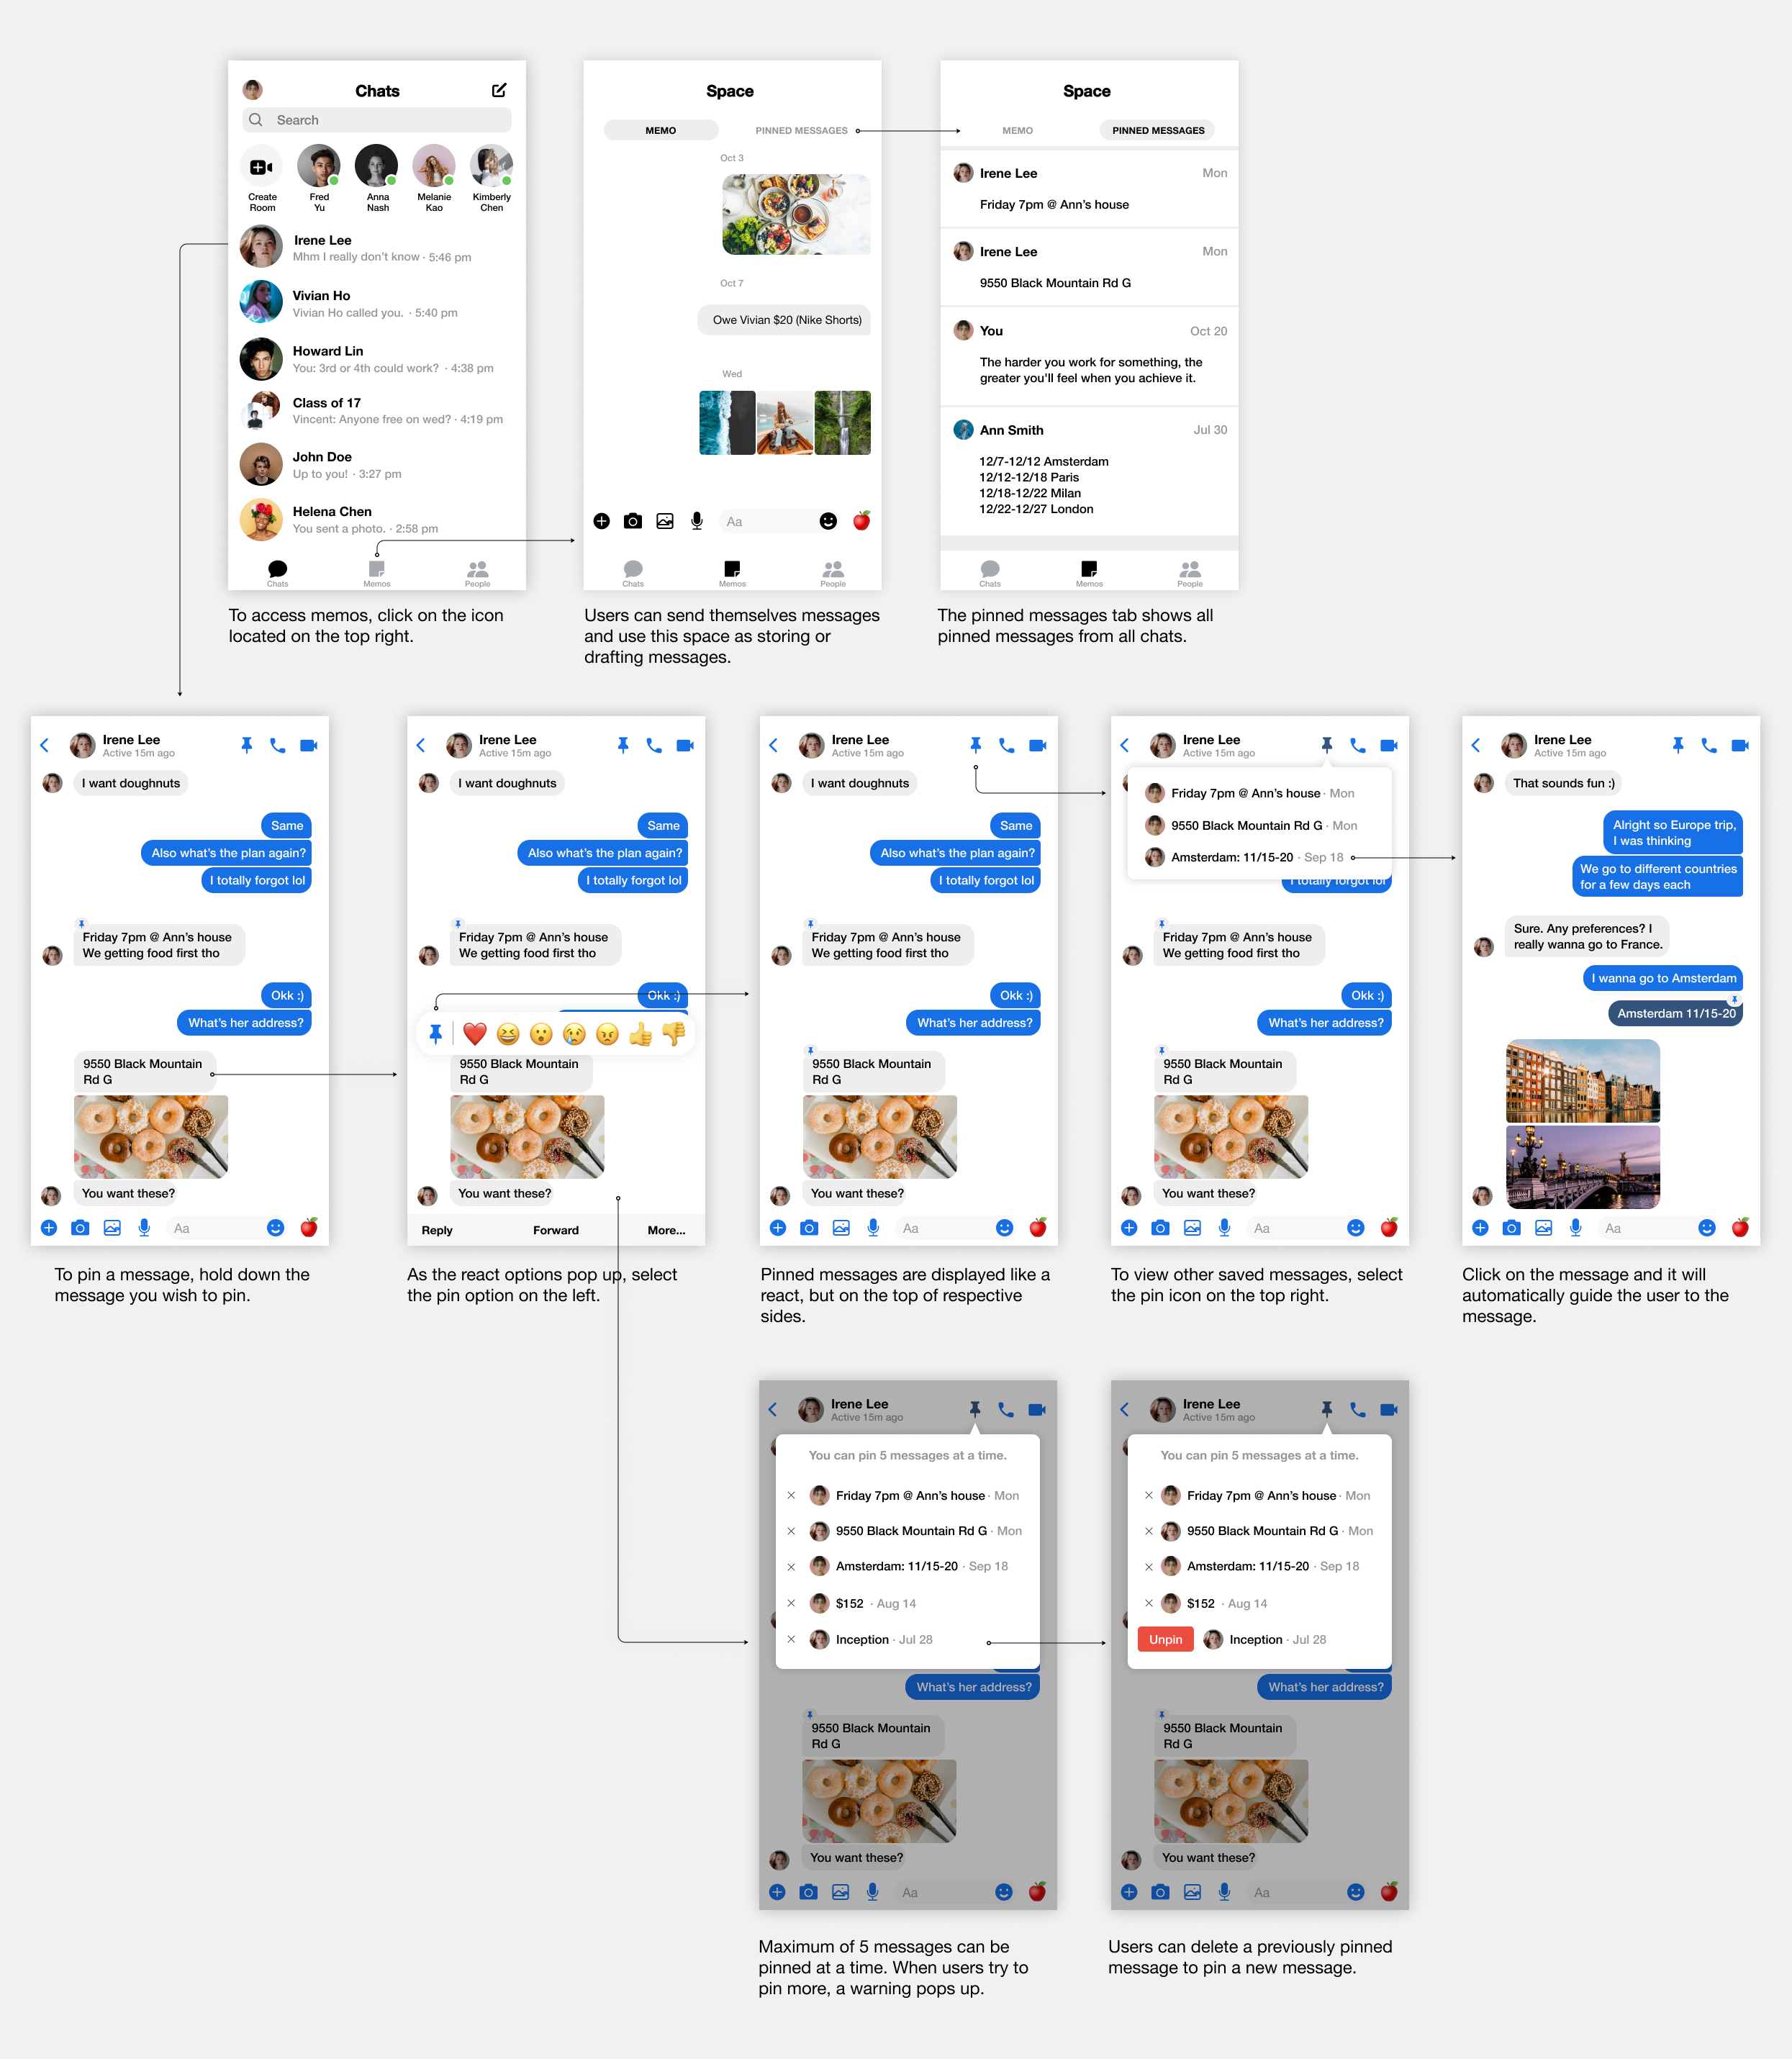 Chats
Search
Create
Room
Fred
Yu
Anna
Nash
Melanie
Kao
Kimberly
Chen
Irene Lee
Mhm I really don't know · 5:46 pm
Vivian Ho
Vivian Ho called you. · 5:40 pm
Howard Lin
You: 3rd or 4th could work? · 4:38 pm
Class of 17
Vincent: Anyone free on wed? · 4:19 pm
John Doe
Up to you! · 3:27 pm
Helena Chen
You sent a photo. · 2:58 pm
Chats
Memos
People
To access memos, click on the icon
located on the top right.
Space
MEMO
PINNED MESSAGES
Oct 3
Oct 7
Owe Vivian $20 (Nike Shorts)
Wed
Aa
Chats
Memos
People
Users can send themselves messages
and use this space as storing or
drafting messages.
Space
MEMO
PINNED MESSAGES
Irene Lee
Mon
Friday 7pm @ Ann's house
Irene Lee
Mon
9550 Black Mountain Rd G
You
Oct 20
The harder you work for something, the
greater you'll feel when you achieve it.
Ann Smith
Jul 30
12/7-12/12 Amsterdam
12/12-12/18 Paris
12/18-12/22 Milan
12/22-12/27 London
Chats
Memos
People
The pinned messages tab shows all
pinned messages from all chats.
Irene Lee
Active 15m ago
I want doughnuts
Same
Also what's the plan again?
I totally forgot lol
Friday 7pm @ Ann's house
We getting food first tho
Okk :)
What's her address?
9550 Black Mountain
Rd G
You want these?
Aa
To pin a message, hold down the
message you wish to pin.
Irene Lee
Active 15m ago
I want doughnuts
Same
Also what's the plan again?
I totally forgot lol
Friday 7pm @ Ann's house
We getting food first tho
Okk :)
9550 Black Mountain
Rd G
You want these?
Reply
Forward
More...
As the react options pop up, select
the pin option on the left.
Irene Lee
Active 15m ago
I want doughnuts
Same
Also what's the plan again?
I totally forgot lol
Friday 7pm @ Ann's house
We getting food first tho
Okk :)
What's her address?
9550 Black Mountain
Rd G
You want these?
Aa
Pinned messages are displayed like a
react, but on the top of respective
sides.
Irene Lee
Active 15m ago
Friday 7pm @ Ann's house · Mon
9550 Black Mountain Rd G · Mon
Amsterdam: 11/15-20 · Sep 18
I totally forgot lol
Friday 7pm @ Ann's house
We getting food first tho
Okk :)
What's her address?
9550 Black Mountain
Rd G
You want these?
Aa
To view other saved messages, select
the pin icon on the top right.
Irene Lee
Active 15m ago
That sounds fun :)
Alright so Europe trip,
I was thinking
We go to different countries
for a few days each
Sure. Any preferences? I
really wanna go to France.
I wanna go to Amsterdam
Amsterdam 11/15-20
Aa
Click on the message and it will
automatically guide the user to the
message.
Irene Lee
Active 15m ago
You can pin 5 messages at a time.
Friday 7pm @ Ann's house · Mon
9550 Black Mountain Rd G · Mon
Amsterdam: 11/15-20 · Sep 18
$152 · Aug 14
Inception · Jul 28
What's her address?
9550 Black Mountain
Rd G
You want these?
Aa
Maximum of 5 messages can be
pinned at a time. When users try to
pin more, a warning pops up.
Irene Lee
Active 15m ago
You can pin 5 messages at a time.
Friday 7pm @ Ann's house · Mon
9550 Black Mountain Rd G · Mon
Amsterdam: 11/15-20 · Sep 18
$152 · Aug 14
Unpin
Inception · Jul 28
What's her address?
9550 Black Mountain
Rd G
You want these?
Aa
Users can delete a previously pinned
message to pin a new message.